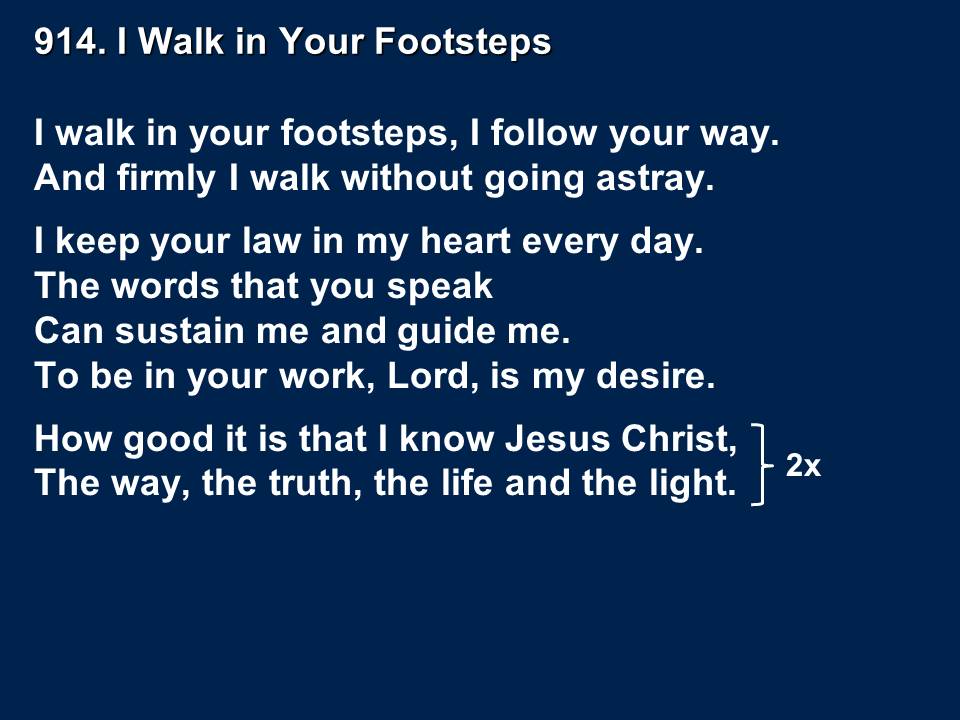 914. I Walk in Your Footsteps
I walk in your footsteps, I follow your way.
And firmly I walk without going astray.
I keep your law in my heart every day.
The words that you speak
Can sustain me and guide me.
To be in your work, Lord, is my desire.
How good it is that I know Jesus Christ,
The way, the truth, the life and the light.
2x